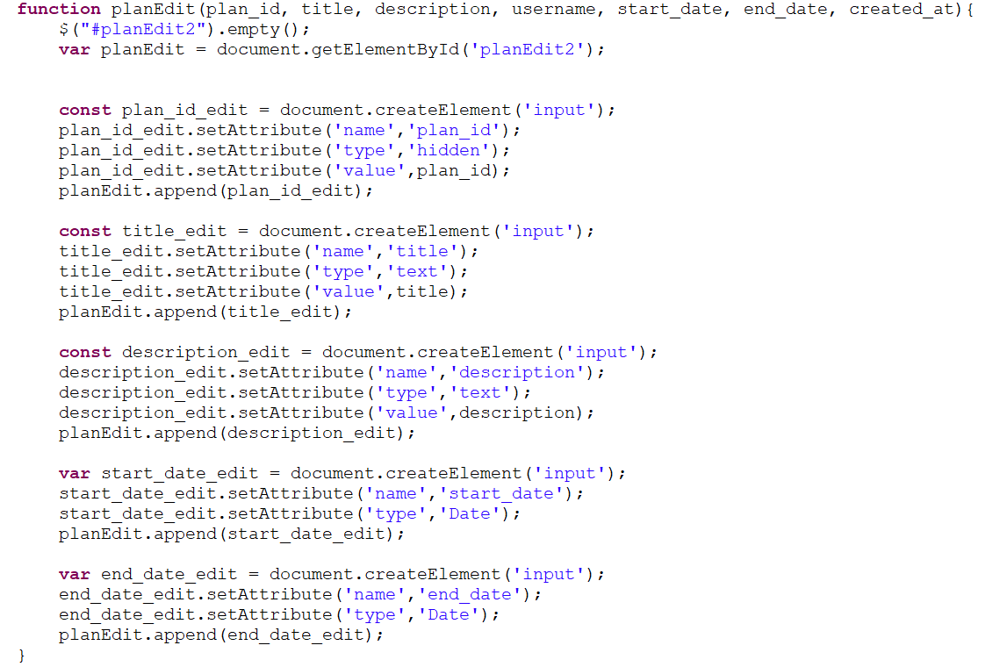 function planEdit(plan_id, title, description, username, start_date, end_date, created_at){
    $("#planEdit2").empty();
    var planEdit = document.getElementById('planEdit2');
    const plan_id_edit = document.createElement('input');
    plan_id_edit.setAttribute('name','plan_id');
    plan_id_edit.setAttribute('type','hidden');
    plan_id_edit.setAttribute('value',plan_id);
    planEdit.append(plan_id_edit);
    const title_edit = document.createElement('input');
    title_edit.setAttribute('name','title');
    title_edit.setAttribute('type','text');
    title_edit.setAttribute('value',title);
    planEdit.append(title_edit);
    const description_edit = document.createElement('input');
    description_edit.setAttribute('name','description');
    description_edit.setAttribute('type','text');
    description_edit.setAttribute('value',description);
    planEdit.append(description_edit);
    var start_date_edit = document.createElement('input');
    start_date_edit.setAttribute('name','start_date');
    start_date_edit.setAttribute('type','Date');
    planEdit.append(start_date_edit);
    var end_date_edit = document.createElement('input');
    end_date_edit.setAttribute('name','end_date');
    end_date_edit.setAttribute('type','Date');
    planEdit.append(end_date_edit);
}